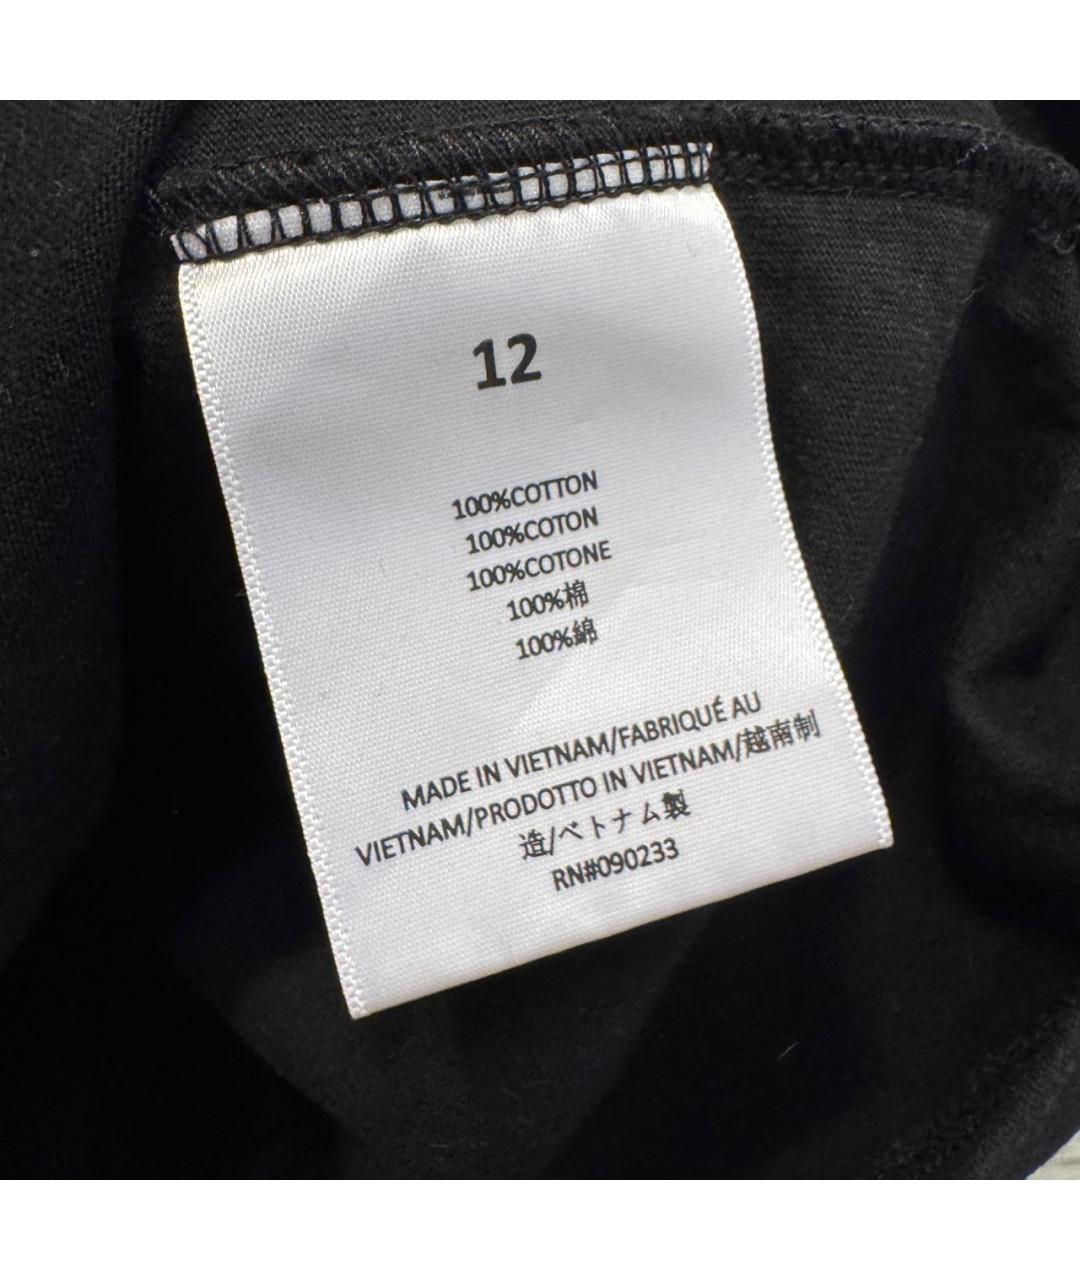 12
100%COTTON
100%COTON
100%COTONE
100%棉
100%綿
MADE IN VIETNAM/FABRIQUÉ AU
VIETNAM/PRODOTTO IN VIETNAM/越南制
造/ベトナム製
RN#090233